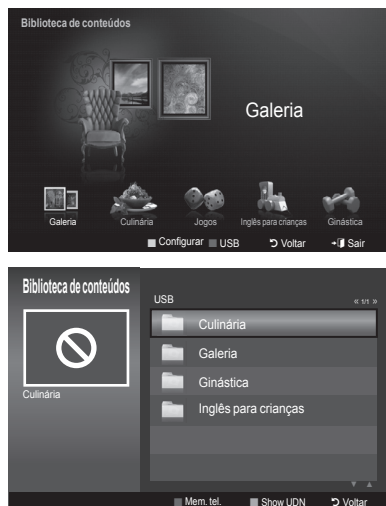 Biblioteca de conteúdos
Galeria
Galeria Culinária Jogos Inglês para crianças Ginástica
Configurar USB Voltar Sair
Biblioteca de conteúdos
USB « 1/1 »
Culinária
Galeria
Ginástica
Inglês para crianças
Culinária
Mem. tel. Show UDN Voltar